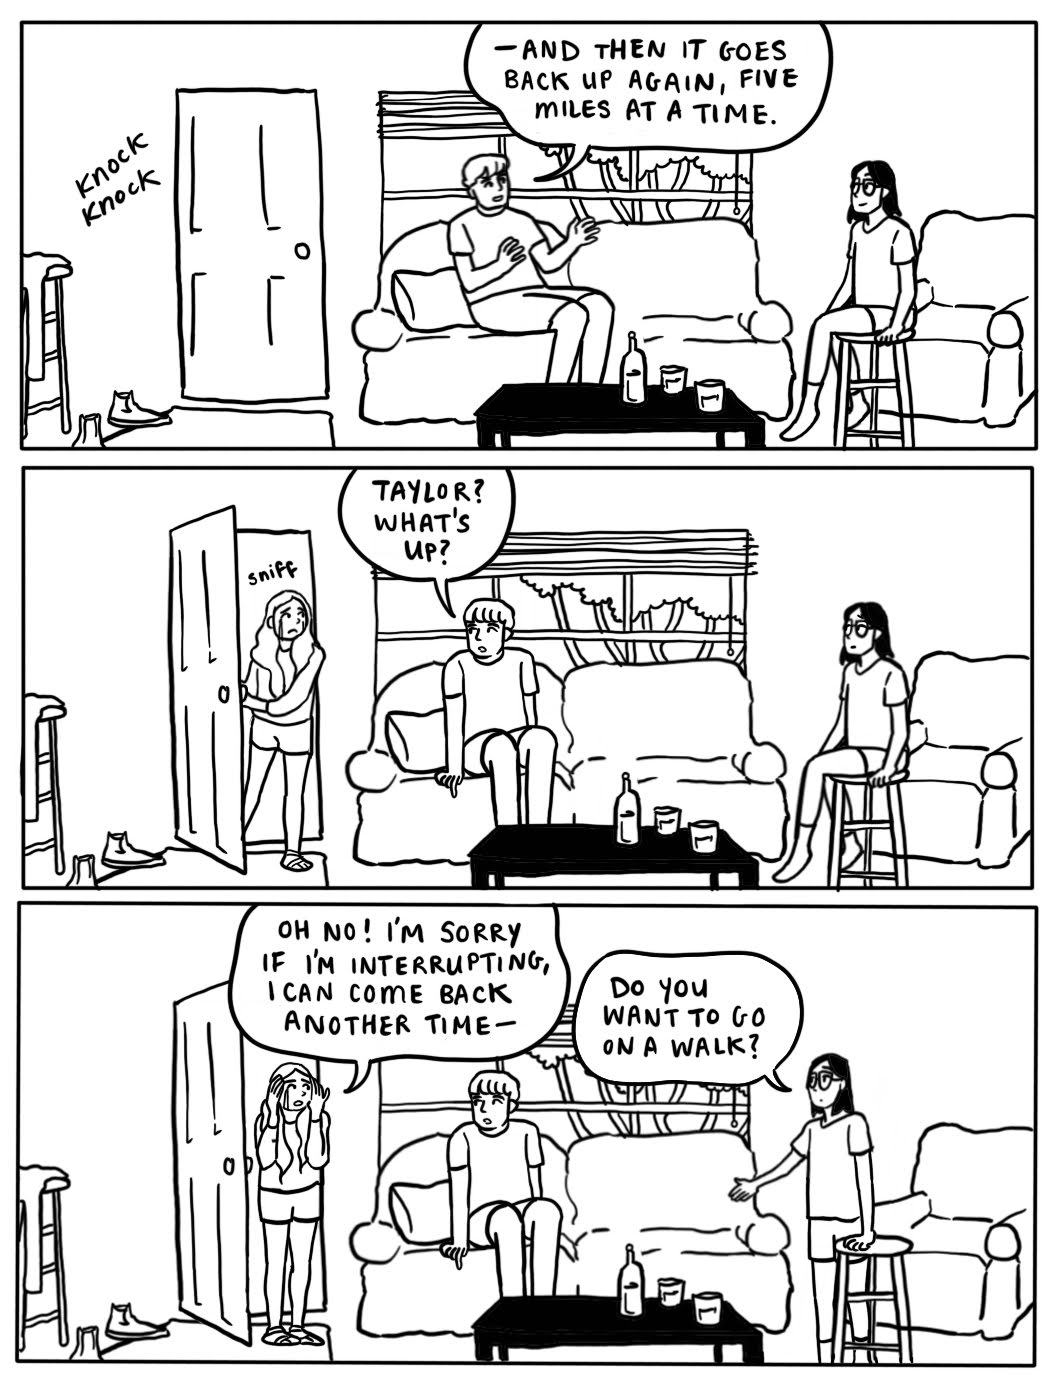 —AND THEN IT GOES
BACK UP AGAIN, FIVE
MILES AT A TIME.
KNOCK
KNOCK
TAYLOR?
WHAT'S
UP?
sniff
OH NO! I'M SORRY
IF I'M INTERRUPTING,
I CAN COME BACK
ANOTHER TIME—
DO YOU
WANT TO GO
ON A WALK?